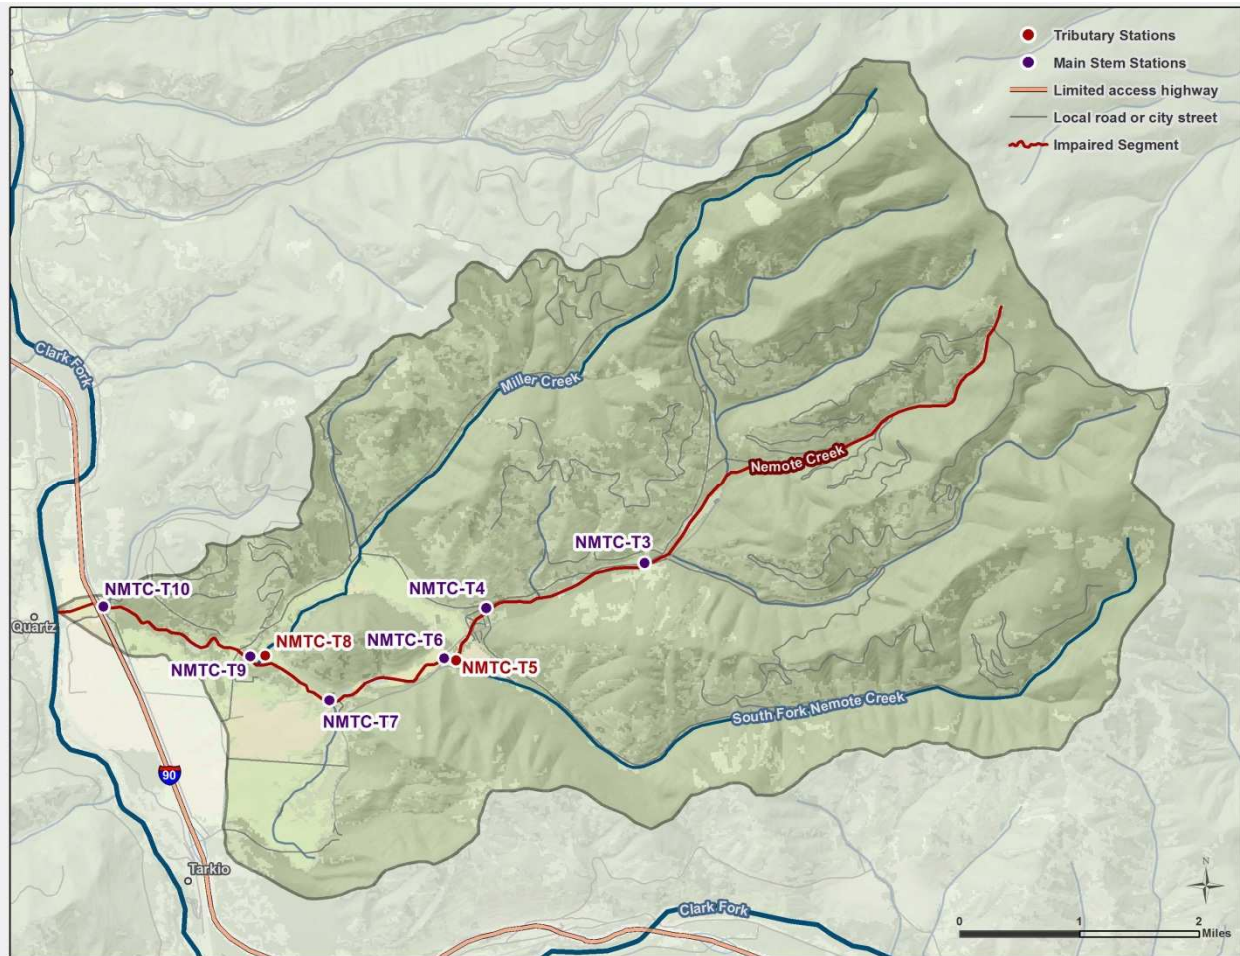 Tributary Stations
Main Stem Stations
Limited access highway
Local road or city street
Impaired Segment
Clark Fork
Miller Creek
Nemote Creek
NMTC-T3
NMTC-T10
NMTC-T4
Quartz
NMTC-T8
NMTC-T6
NMTC-T9
NMTC-T5
NMTC-T7
South Fork Nemote Creek
90
Tarkio
N
Clark Fork
0 1 2
Miles